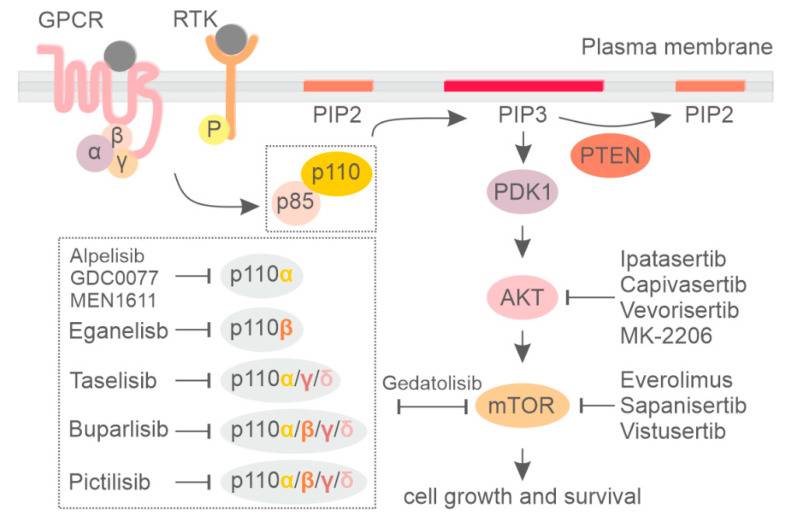 GPCR
RTK
Plasma membrane
PIP2
PIP3
PIP2
P
β
α
γ
PTEN
p110
p85
PDK1
Alpelisib
GDC0077
MEN1611
p110α
Eganelisb
p110β
Taselisib
p110α/γ/δ
Buparlisib
p110α/β/γ/δ
Pictilisib
p110α/β/γ/δ
AKT
Ipatasertib
Capivasertib
Vevorisertib
MK-2206
Gedatolisib
mTOR
Everolimus
Sapanisertib
Vistusertib
cell growth and survival